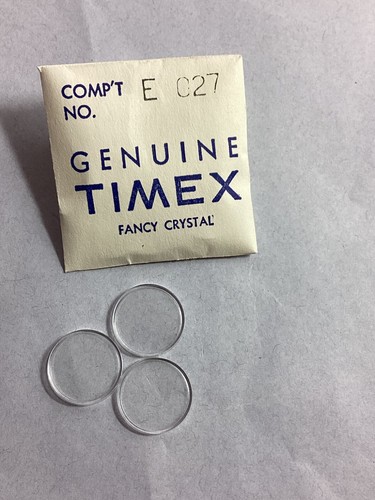 COMP'T E 027
NO.
GENUINE
TIMEX
FANCY CRYSTAL